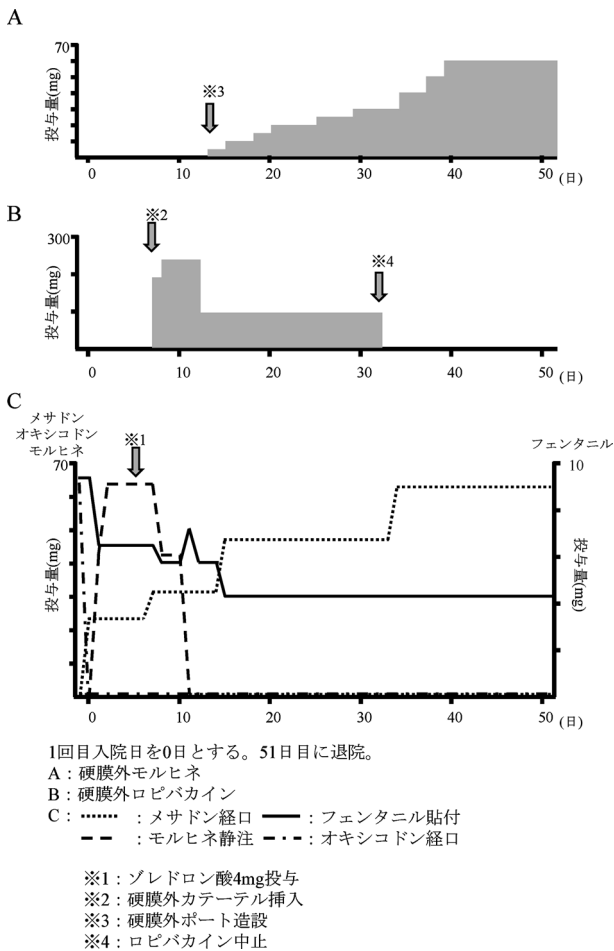 A
70
投与量(mg)
※3
0 10 20 30 40 50 (日)
B
※2
300
※4
投与量(mg)
0 10 20 30 40 50 (日)
C
メサドン
オキシコドン
モルヒネ
※1
フェンタニル
70
10
投与量(mg)
投与量(mg)
0 10 20 30 40 50 (日)
1回目入院日を0日とする。51日目に退院。
A：硬膜外モルヒネ
B：硬膜外ロピバカイン
C： ：メサドン経口 ：フェンタニル貼付
：モルヒネ静注 ：オキシコドン経口
※1：ゾレドロン酸4mg投与
※2：硬膜外カテーテル挿入
※3：硬膜外ポート造設
※4：ロピバカイン中止